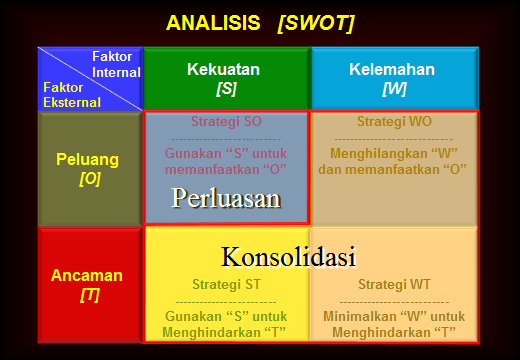 ANALISIS [SWOT]
Faktor
Internal
Faktor
Eksternal
Kekuatan
[S]
Kelemahan
[W]
Peluang
[O]
Strategi SO
--------------------------
Gunakan “S” untuk
memanfaatkan “O”
Perluasan
Strategi WO
----------------------------
Menghilangkan “W”
dan memanfaatkan “O”
Konsolidasi
Ancaman
[T]
Strategi ST
------------------------
Gunakan “S” untuk
Menghindarkan “T”
Strategi WT
--------------------------
Minimalkan “W” untuk
Menghindarkan “T”